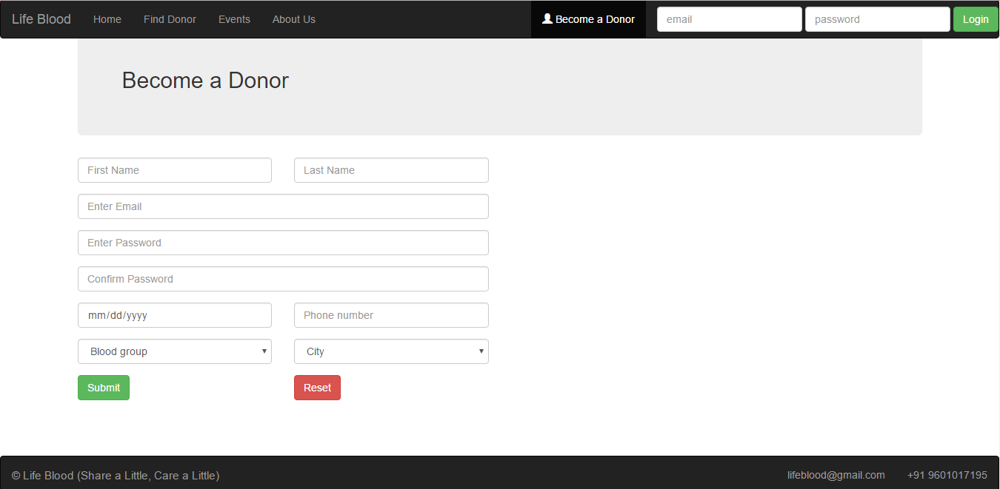 Life Blood Home Find Donor Events About Us Become a Donor email password Login
Become a Donor
First Name Last Name
Enter Email
Enter Password
Confirm Password
mm/dd/yyyy Phone number
Blood group City
Submit Reset
© Life Blood (Share a Little, Care a Little) lifeblood@gmail.com +91 9601017195